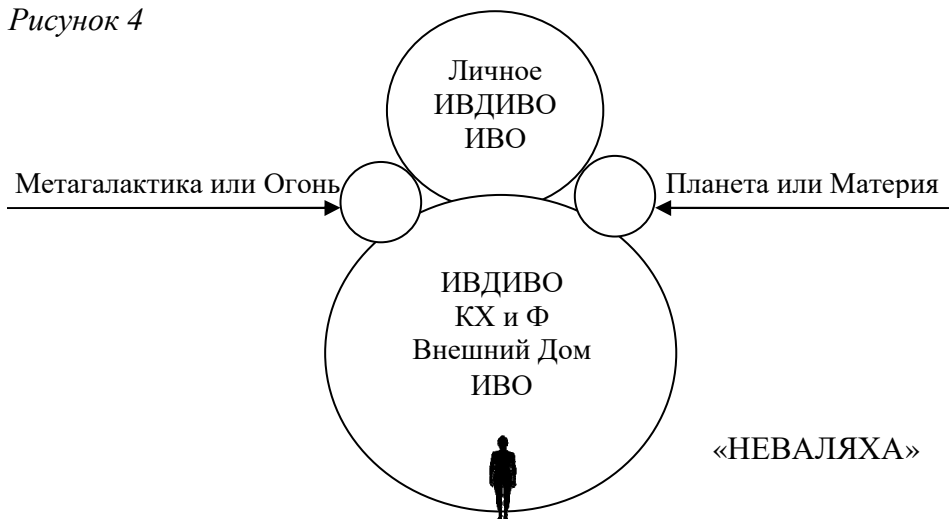 Рисунок 4
Личное
ИВДИВО
ИВО
Метагалактика или Огонь
Планета или Материя
ИВДИВО
КХ и Ф
Внешний Дом
ИВО
«НЕВАЛЯХА»